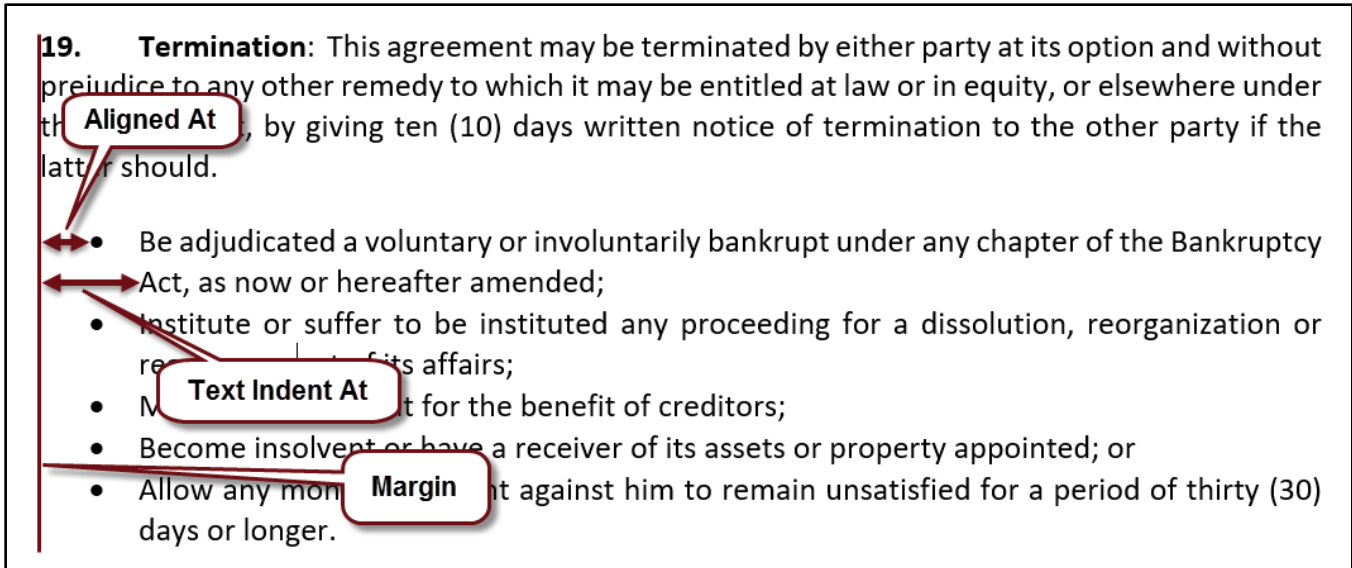 19. Termination: This agreement may be terminated by either party at its option and without
prejudice to any other remedy to which it may be entitled at law or in equity, or elsewhere under
Aligned At
, by giving ten (10) days written notice of termination to the other party if the
latter should.
• Be adjudicated a voluntary or involuntarily bankrupt under any chapter of the Bankruptcy
Act, as now or hereafter amended;
• Institute or suffer to be instituted any proceeding for a dissolution, reorganization or
its affairs;
Text Indent At
• for the benefit of creditors;
• Become insolvent or have a receiver of its assets or property appointed; or
Margin
• Allow any against him to remain unsatisfied for a period of thirty (30)
days or longer.